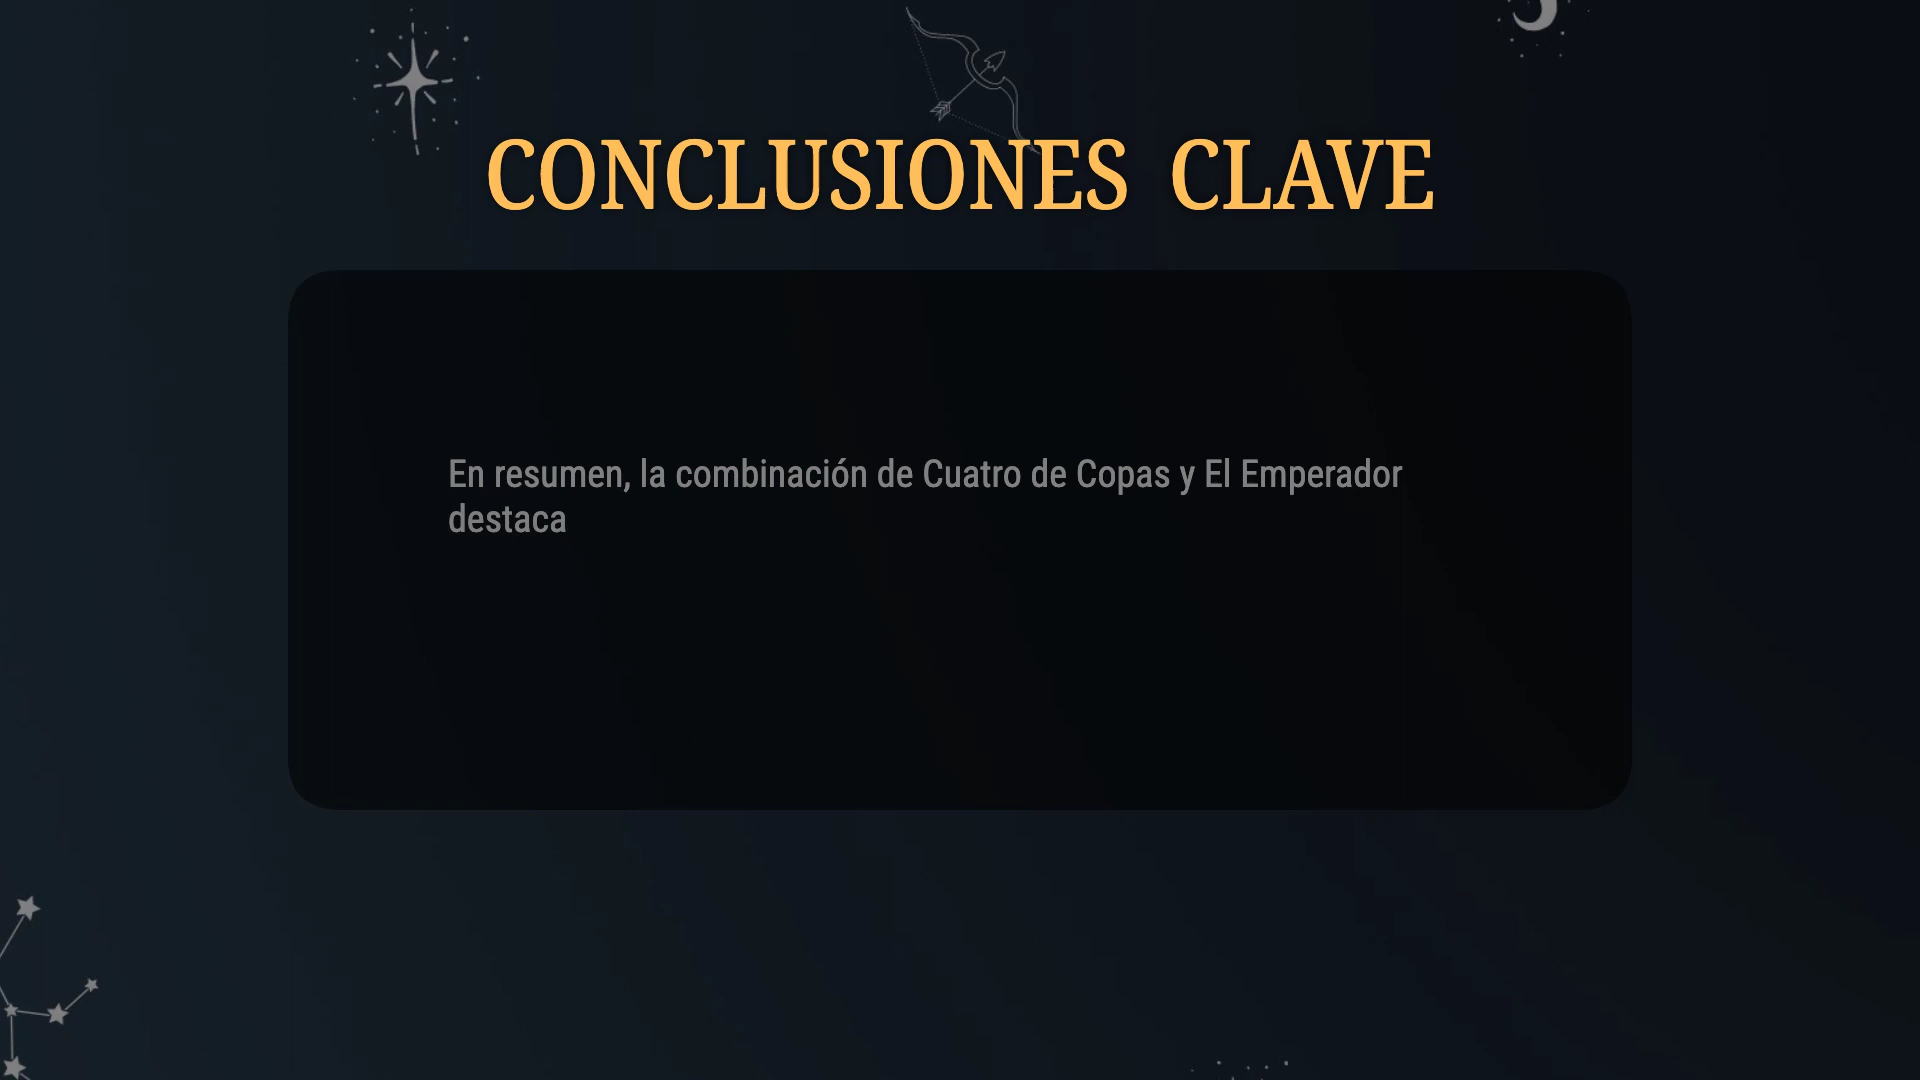 CONCLUSIONES CLAVE
En resumen, la combinación de Cuatro de Copas y El Emperador
destaca